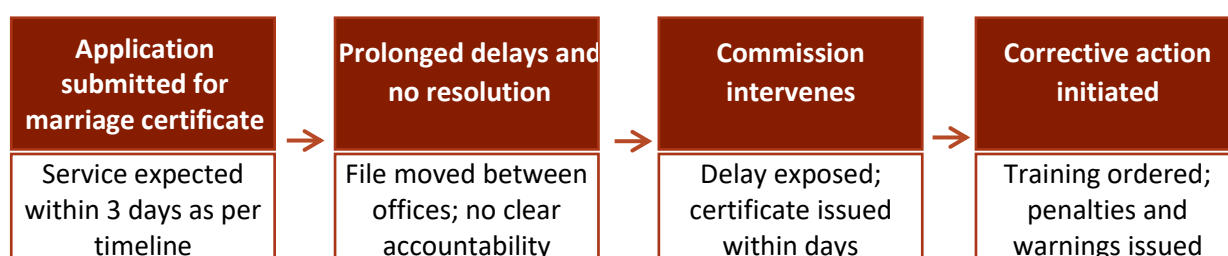 Application
submitted for
marriage certificate
Service expected
within 3 days as per
timeline
Prolonged delays and
no resolution
File moved between
offices; no clear
accountability
Commission
intervenes
Delay exposed;
certificate issued
within days
Corrective action
initiated
Training ordered;
penalties and
warnings issued